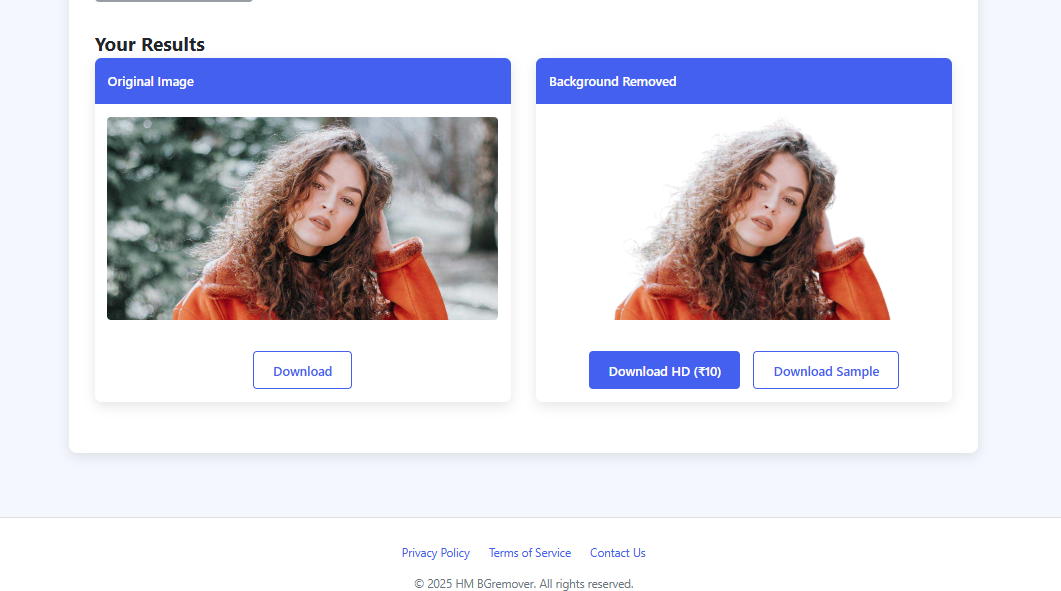 Your Results
Original Image
Background Removed
Download
Download HD (₹10)
Download Sample
Privacy Policy
Terms of Service
Contact Us
© 2025 HM BGremover. All rights reserved.